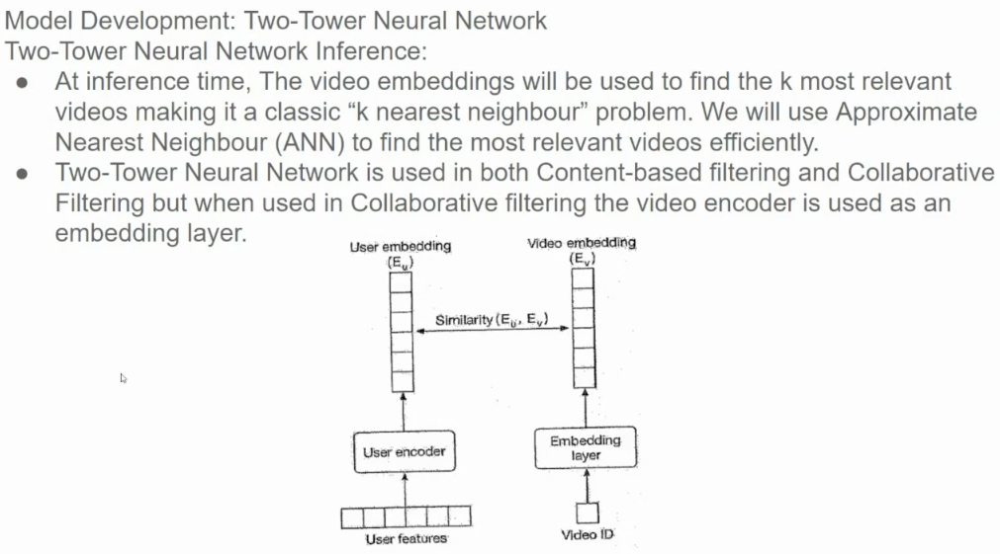 Model Development: Two-Tower Neural Network
Two-Tower Neural Network Inference:
● At inference time, The video embeddings will be used to find the k most relevant
videos making it a classic “k nearest neighbour” problem. We will use Approximate
Nearest Neighbour (ANN) to find the most relevant videos efficiently.
● Two-Tower Neural Network is used in both Content-based filtering and Collaborative
Filtering but when used in Collaborative filtering the video encoder is used as an
embedding layer.
User embedding
(Eu)
Video embedding
(Ev)
Similarity (Eu, Ev)
User encoder
Embedding
layer
User features
Video ID